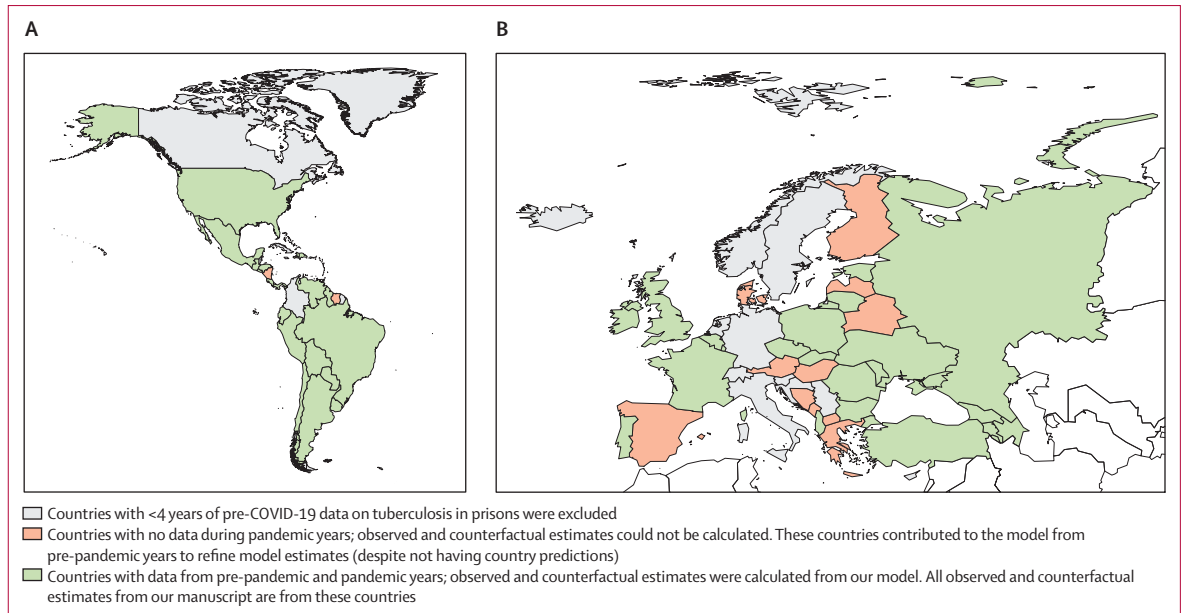 A
B
Countries with <4 years of pre-COVID-19 data on tuberculosis in prisons were excluded
Countries with no data during pandemic years; observed and counterfactual estimates could not be calculated. These countries contributed to the model from
pre-pandemic years to refine model estimates (despite not having country predictions)
Countries with data from pre-pandemic and pandemic years; observed and counterfactual estimates were calculated from our model. All observed and counterfactual
estimates from our manuscript are from these countries